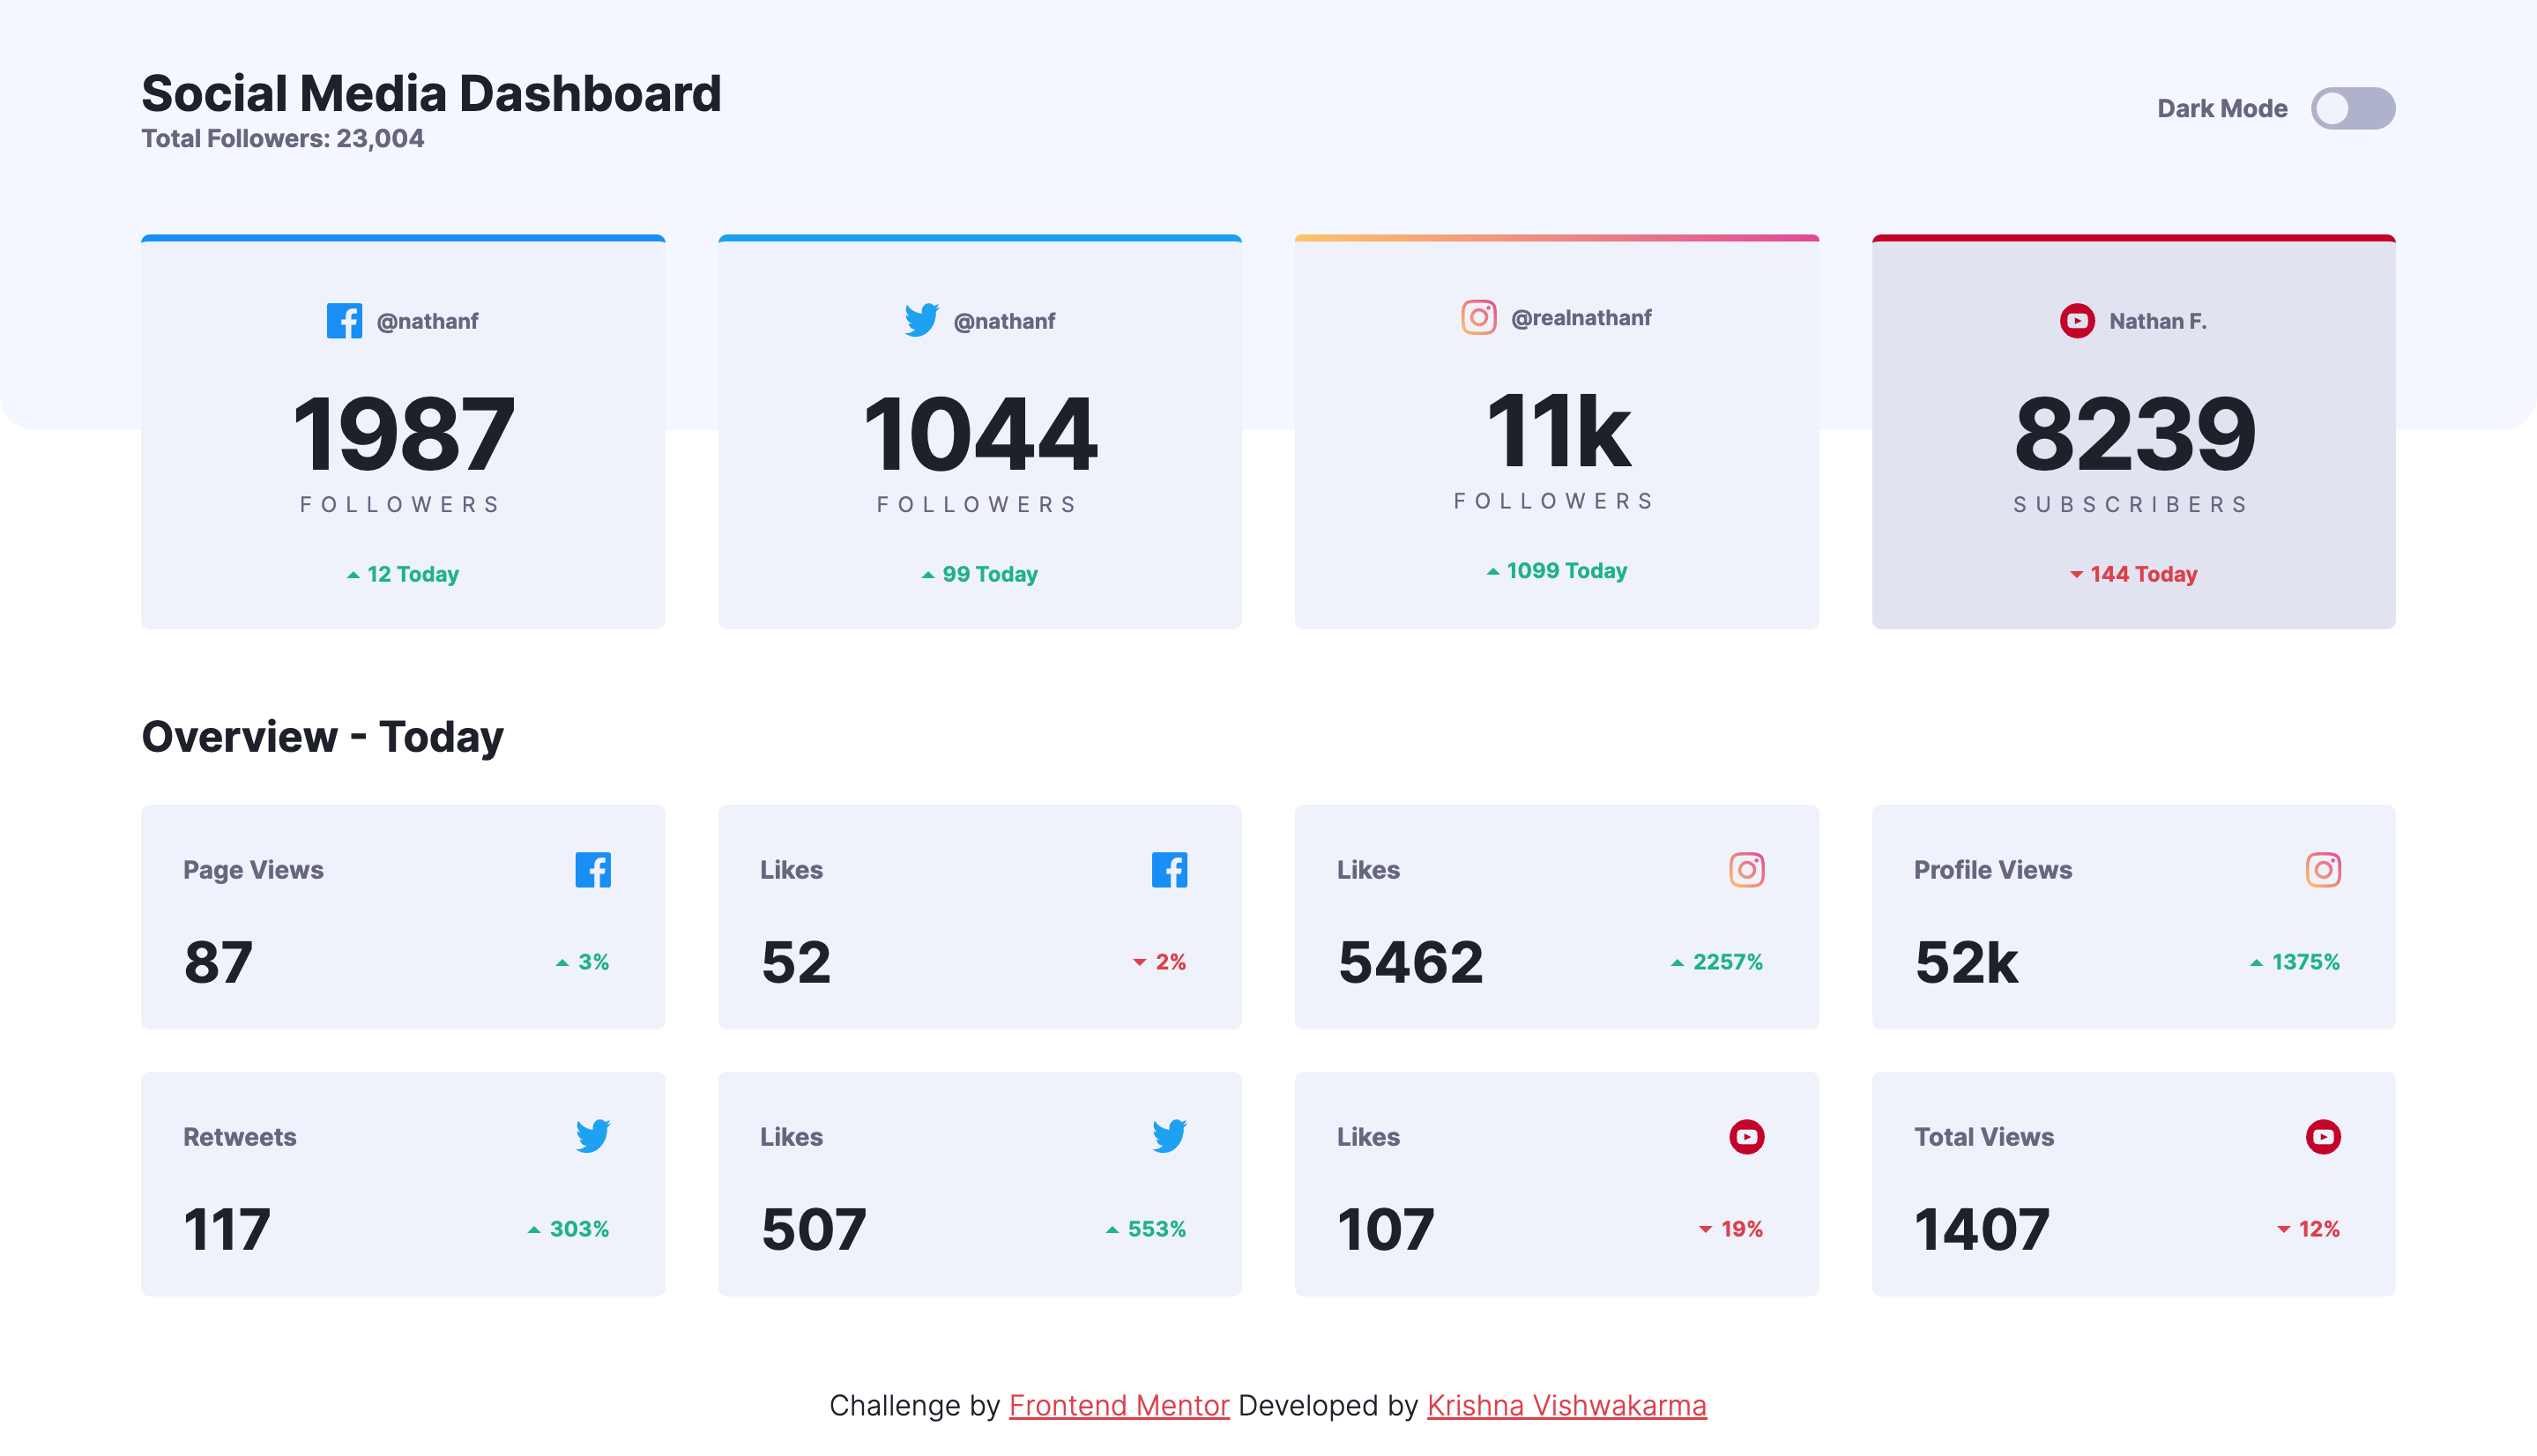 Social Media Dashboard
Total Followers: 23,004
Dark Mode
@nathanf
1987
FOLLOWERS
12 Today
@nathanf
1044
FOLLOWERS
99 Today
@realnathanf
11k
FOLLOWERS
1099 Today
Nathan F.
8239
SUBSCRIBERS
144 Today
Overview - Today
Page Views
87
3%
Likes
52
2%
Likes
5462
2257%
Profile Views
52k
1375%
Retweets
117
303%
Likes
507
553%
Likes
107
19%
Total Views
1407
12%
Challenge by Frontend Mentor Developed by Krishna Vishwakarma